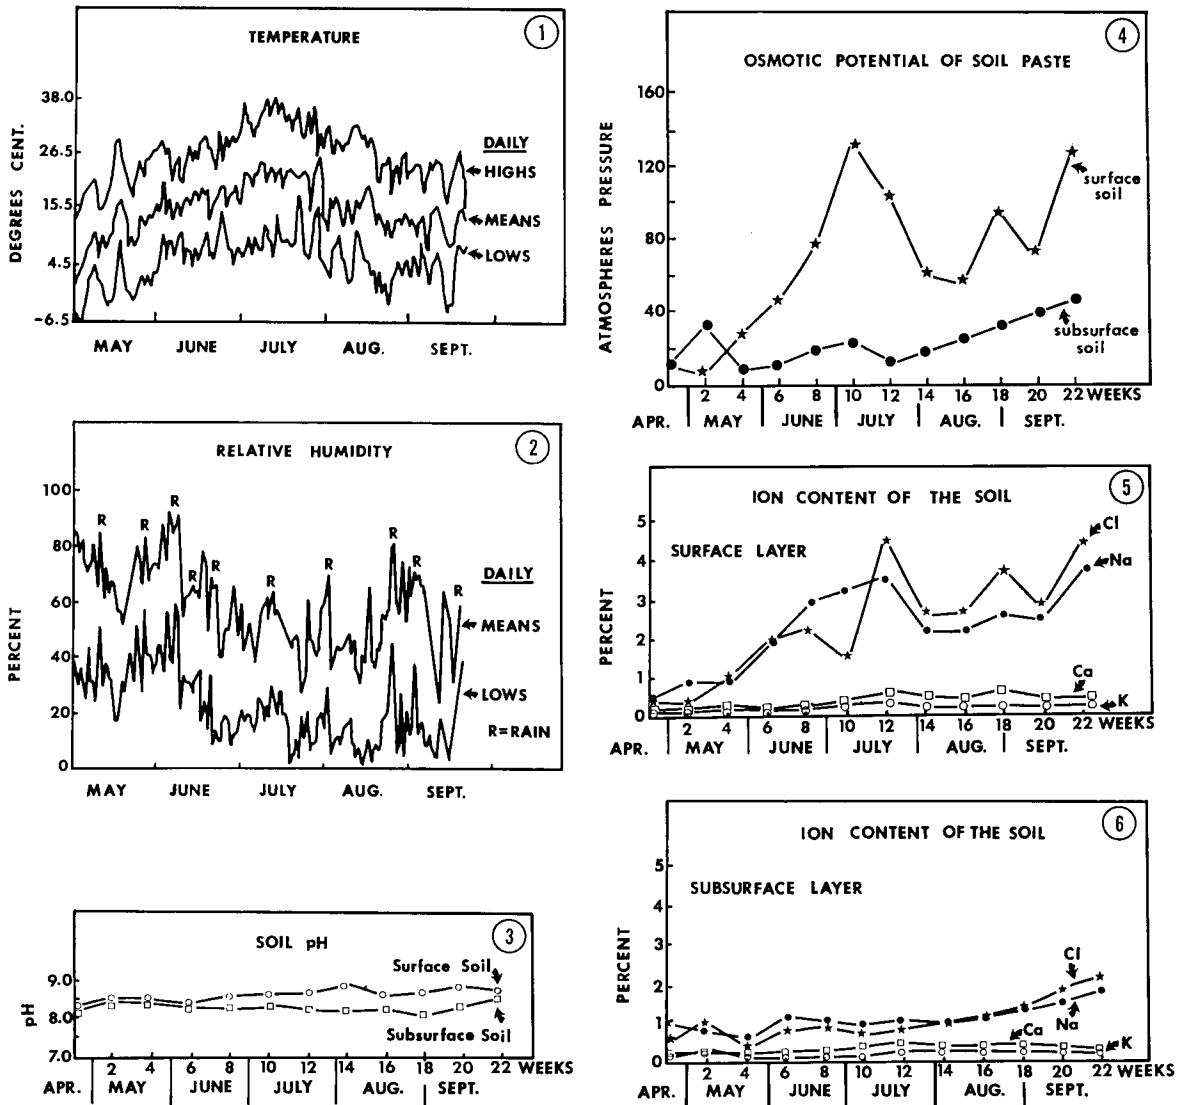 1
TEMPERATURE
DEGREES CENT.
38.0
26.5
15.5
4.5
-6.5
DAILY
HIGHS
MEANS
LOWS
MAY JUNE JULY AUG. SEPT.
2
RELATIVE HUMIDITY
PERCENT
100
80
60
40
20
0
R R R R R R R R R R
DAILY
MEANS
LOWS
R=RAIN
MAY JUNE JULY AUG. SEPT.
3
SOIL pH
pH
9.0
8.0
7.0
Surface Soil
Subsurface Soil
2 4 6 8 10 12 14 16 18 20 22 WEEKS
APR. MAY JUNE JULY AUG. SEPT.
4
OSMOTIC POTENTIAL OF SOIL PASTE
ATMOSPHERES PRESSURE
160
120
80
40
0
surface
soil
subsurface
soil
2 4 6 8 10 12 14 16 18 20 22 WEEKS
APR. MAY JUNE JULY AUG. SEPT.
5
ION CONTENT OF THE SOIL
SURFACE LAYER
PERCENT
5
4
3
2
1
0
Cl
Na
Ca
K
2 4 6 8 10 12 14 16 18 20 22 WEEKS
APR. MAY JUNE JULY AUG. SEPT.
6
ION CONTENT OF THE SOIL
SUBSURFACE LAYER
PERCENT
5
4
3
2
1
0
Cl
Na
Ca
K
2 4 6 8 10 12 14 16 18 20 22 WEEKS
APR. MAY JUNE JULY AUG. SEPT.